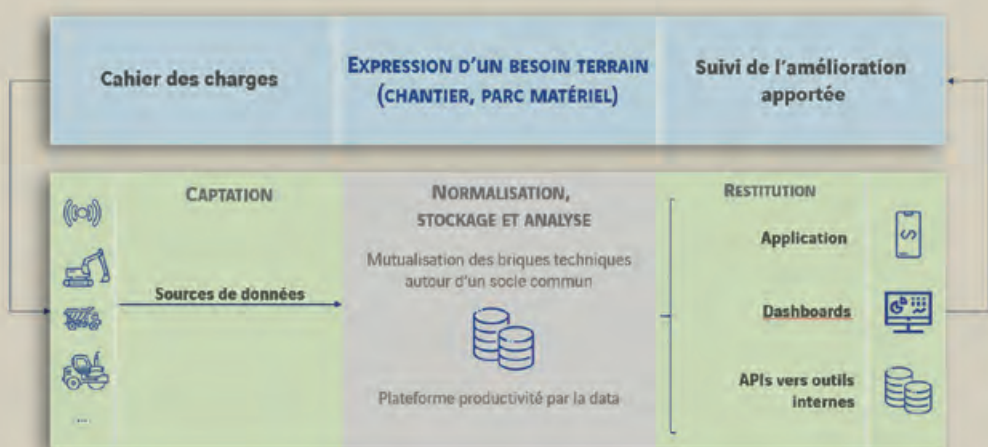 Cahier des charges
EXPRESSION D'UN BESOIN TERRAIN
(CHANTIER, PARC MATÉRIEL)
Suivi de l'amélioration
apportée
CAPTATION
Sources de données
...
NORMALISATION,
STOCKAGE ET ANALYSE
Mutualisation des briques techniques
autour d'un socle commun
Plateforme productivité par la data
RESTITUTION
Application
Dashboards
APIs vers outils
internes